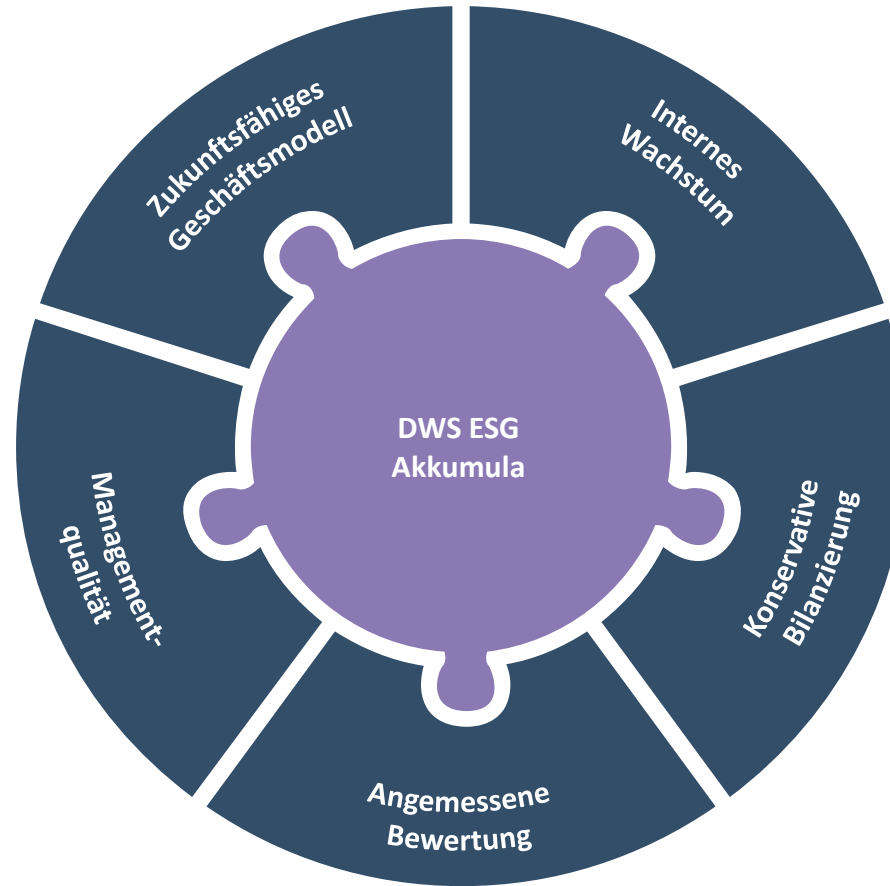 Zukunftsfähiges
Geschäftsmodell
Internes
Wachstum
DWS ESG
Akkumula
Management-
qualität
Konservative
Bilanzierung
Angemessene
Bewertung